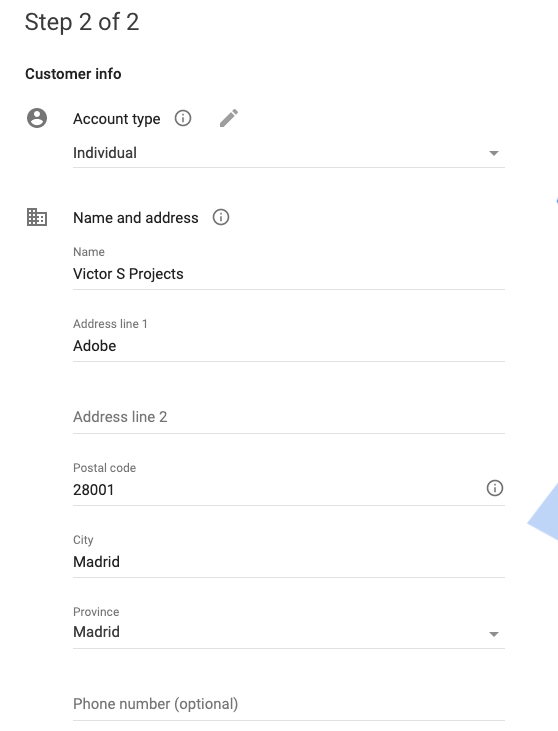 Step 2 of 2
Customer info
Account type
Individual
Name and address
Name
Victor S Projects
Address line 1
Adobe
Address line 2
Postal code
28001
City
Madrid
Province
Madrid
Phone number (optional)